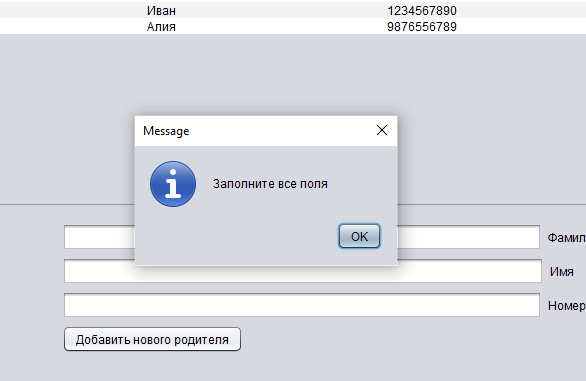 Иван 1234567890
Алия 9876556789
Message
Заполните все поля
OK
Фамил
Имя
Номер
Добавить нового родителя